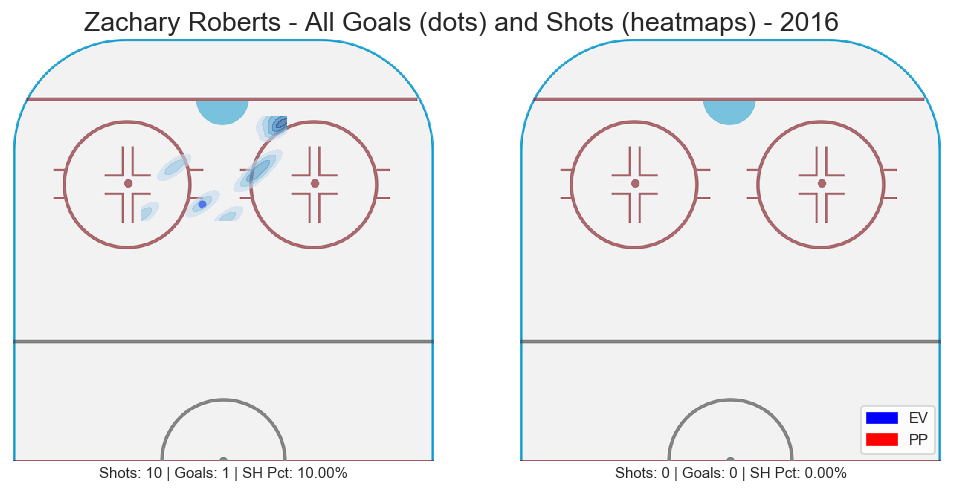 Zachary Roberts - All Goals (dots) and Shots (heatmaps) - 2016
EV
PP
Shots: 10 | Goals: 1 | SH Pct: 10.00%
Shots: 0 | Goals: 0 | SH Pct: 0.00%